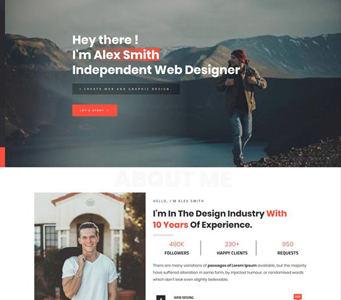 Hey there !
I'm Alex Smith
Independent Web Designer
I CREATE WEB AND GRAPHIC DESIGN.
LET'S START
ABOUT ME
HELLO, I'M ALEX SMITH
I'm In The Design Industry With
10 Years Of Experience.
490K 230+ 950
FOLLOWERS HAPPY CLIENTS REQUESTS
There are many variations of passages of Lorem Ipsum available, but the majority
have suffered alteration in some form, by injected humour, or randomised words
which don't look even slightly believable.
WEB DESING